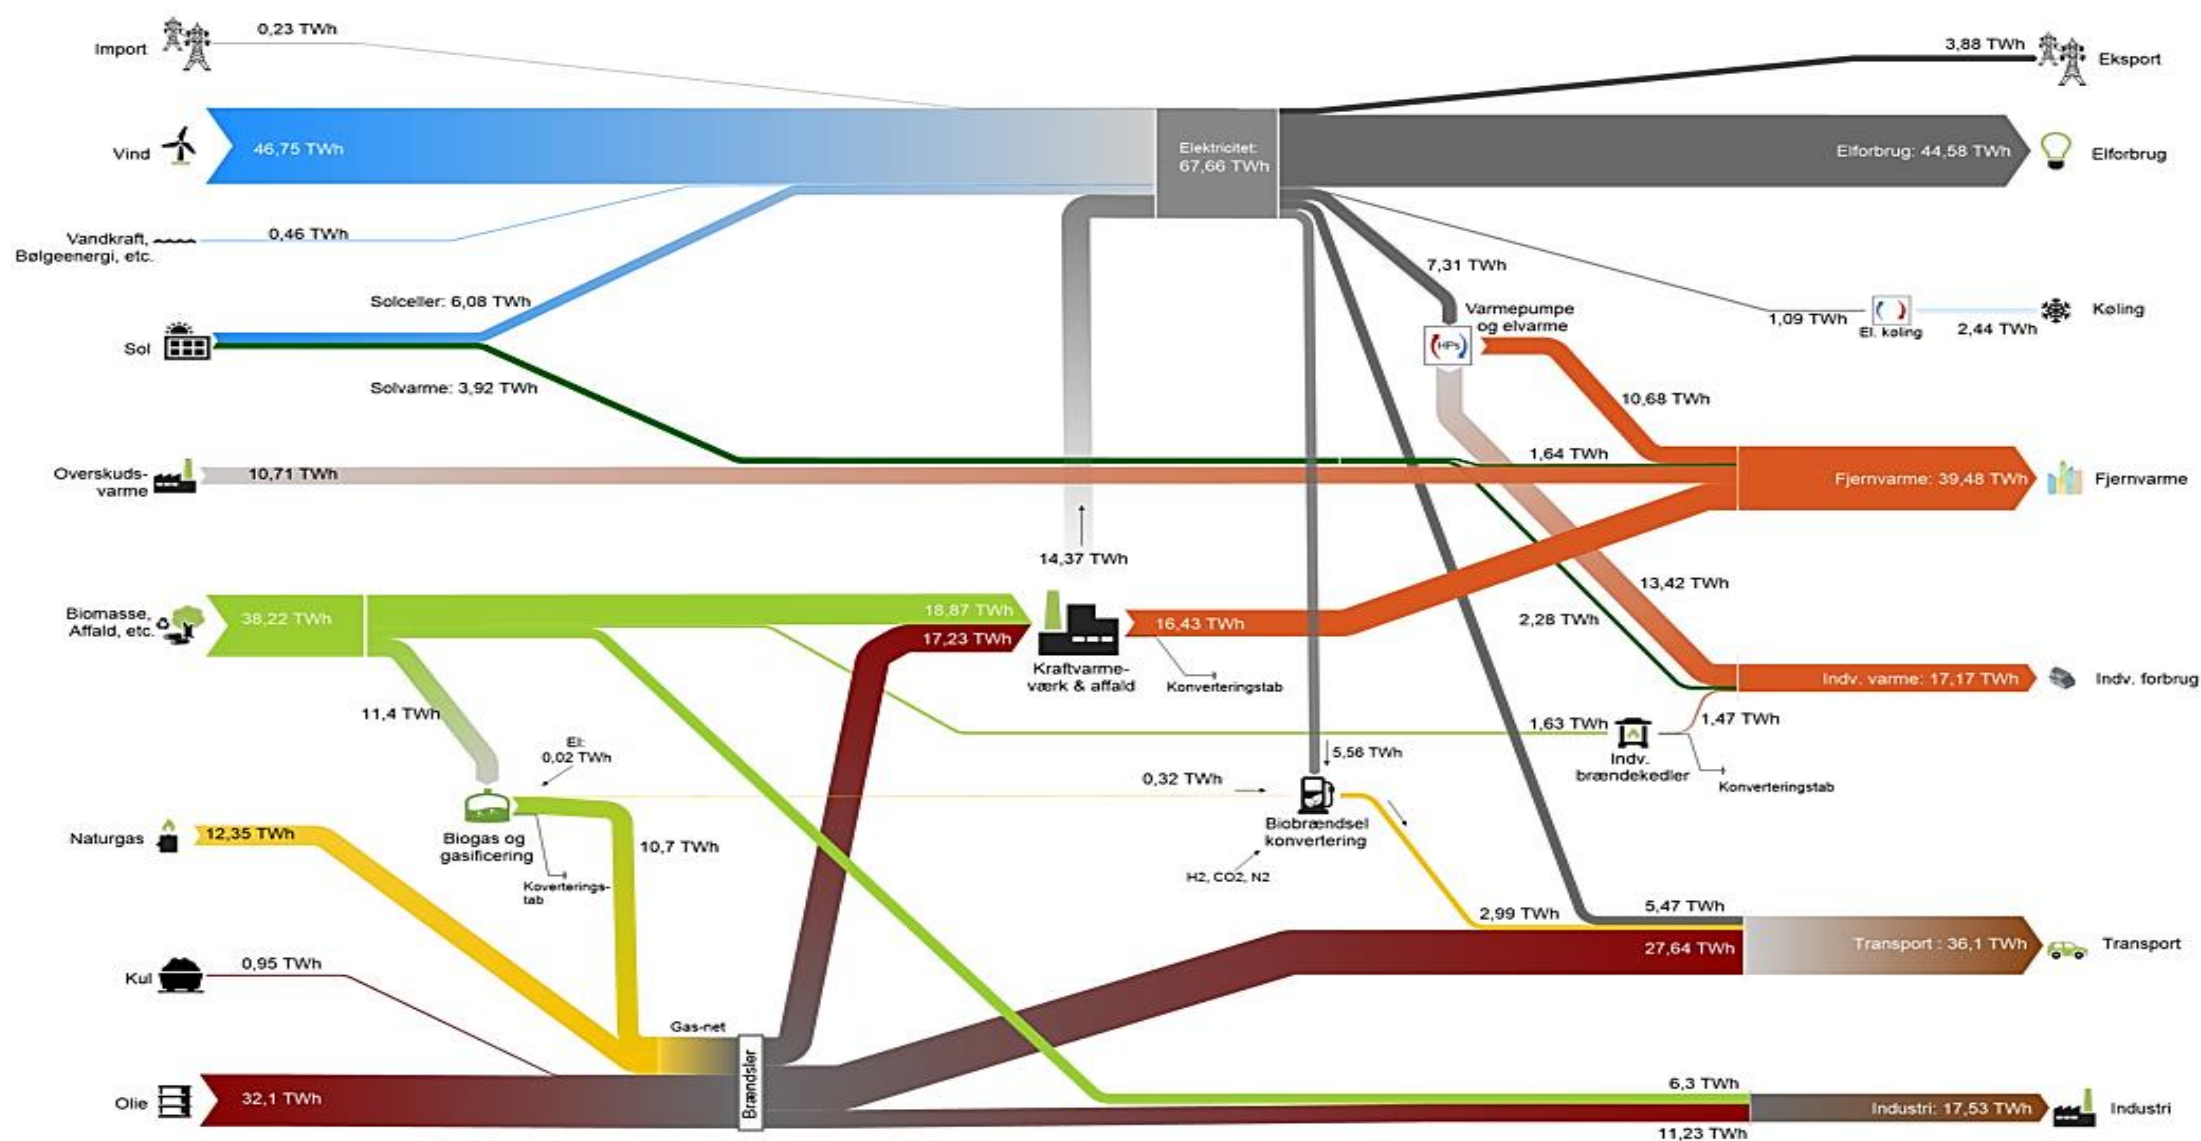 Import
0,23 TWh
3,88 TWh
Eksport
Vind
46,75 TWh
Elektricitet:
67,66 TWh
Elforbrug: 44,58 TWh
Elforbrug
Vandkraft,
Bølgeenergi, etc.
0,46 TWh
7,31 TWh
Solceller: 6,08 TWh
Varmepumpe
og elvarme
HPs
1,09 TWh
El. køling
2,44 TWh
Køling
Sol
Solvarme: 3,92 TWh
10,68 TWh
1,64 TWh
Overskuds-
varme
10,71 TWh
Fjernvarme: 39,48 TWh
Fjernvarme
14,37 TWh
13,42 TWh
2,28 TWh
Biomasse,
Affald, etc.
38,22 TWh
18,87 TWh
17,23 TWh
16,43 TWh
Kraftvarme-
værk & affald
Konverteringstab
Indv. varme: 17,17 TWh
Indv. forbrug
11,4 TWh
1,63 TWh
1,47 TWh
Indv.
brændekedler
Konverteringstab
El:
0,02 TWh
0,32 TWh
5,56 TWh
Biobrændsel
konvertering
H2, CO2, N2
Naturgas
12,35 TWh
Biogas og
gasificering
10,7 TWh
Koverterings-
tab
2,99 TWh
5,47 TWh
27,64 TWh
Transport : 36,1 TWh
Transport
Kul
0,95 TWh
Gas-net
Brændsler
Olie
32,1 TWh
6,3 TWh
11,23 TWh
Industri: 17,53 TWh
Industri